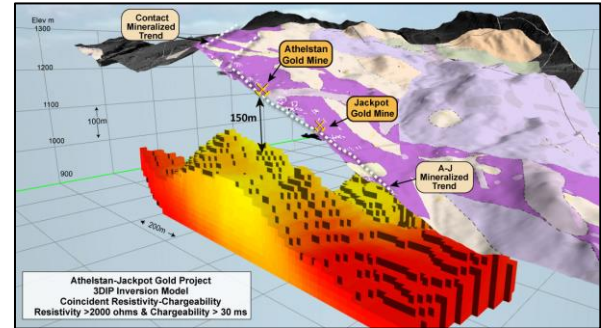 Elev m
1300
1200
1100
1000
900
100m
200m
Contact
Mineralized
Trend
Athelstan
Gold Mine
150m
Jackpot
Gold Mine
A-J
Mineralized
Trend
Athelstan-Jackpot Gold Project
3DIP Inversion Model
Coincident Resistivity-Chargeability
Resistivity >2000 ohms & Chargeability > 30 ms